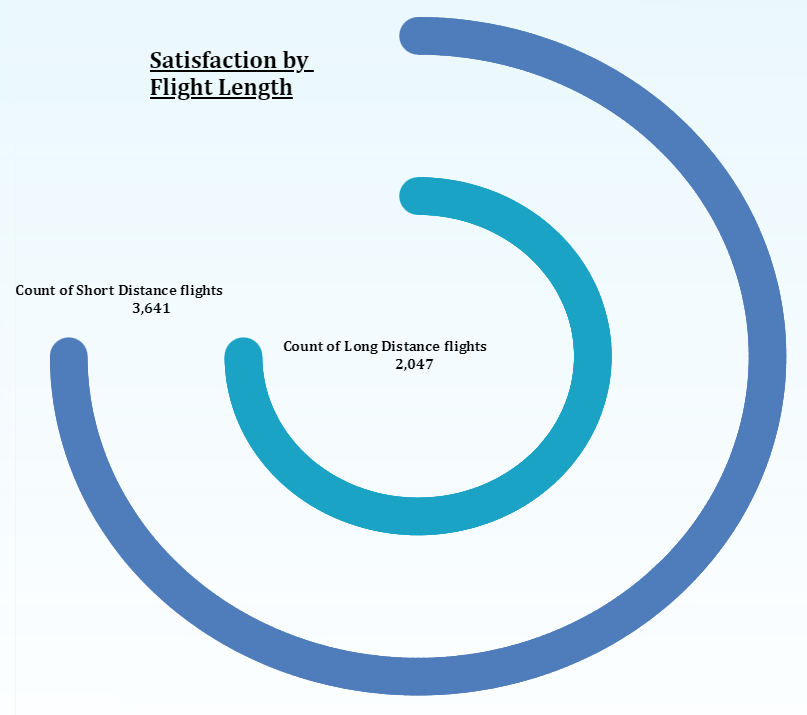 Satisfaction by
Flight Length
Count of Short Distance flights
3,641
Count of Long Distance flights
2,047